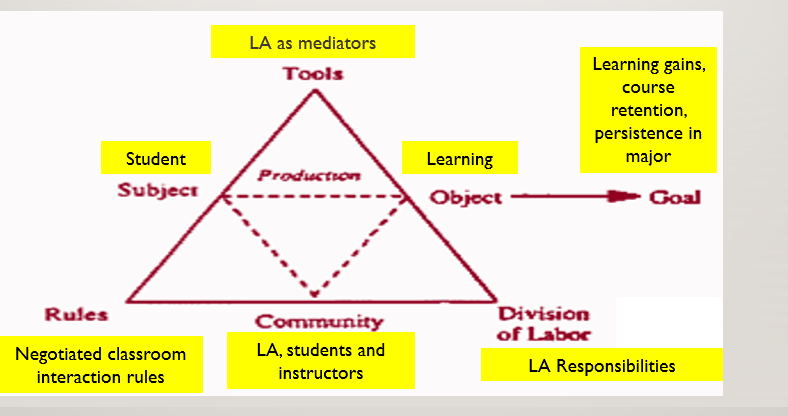 LA as mediators
Tools
Learning gains,
course
retention,
persistence in
major
Student
Learning
Subject
Production
Object
Goal
Rules
Community
Division
of Labor
Negotiated classroom
interaction rules
LA, students and
instructors
LA Responsibilities